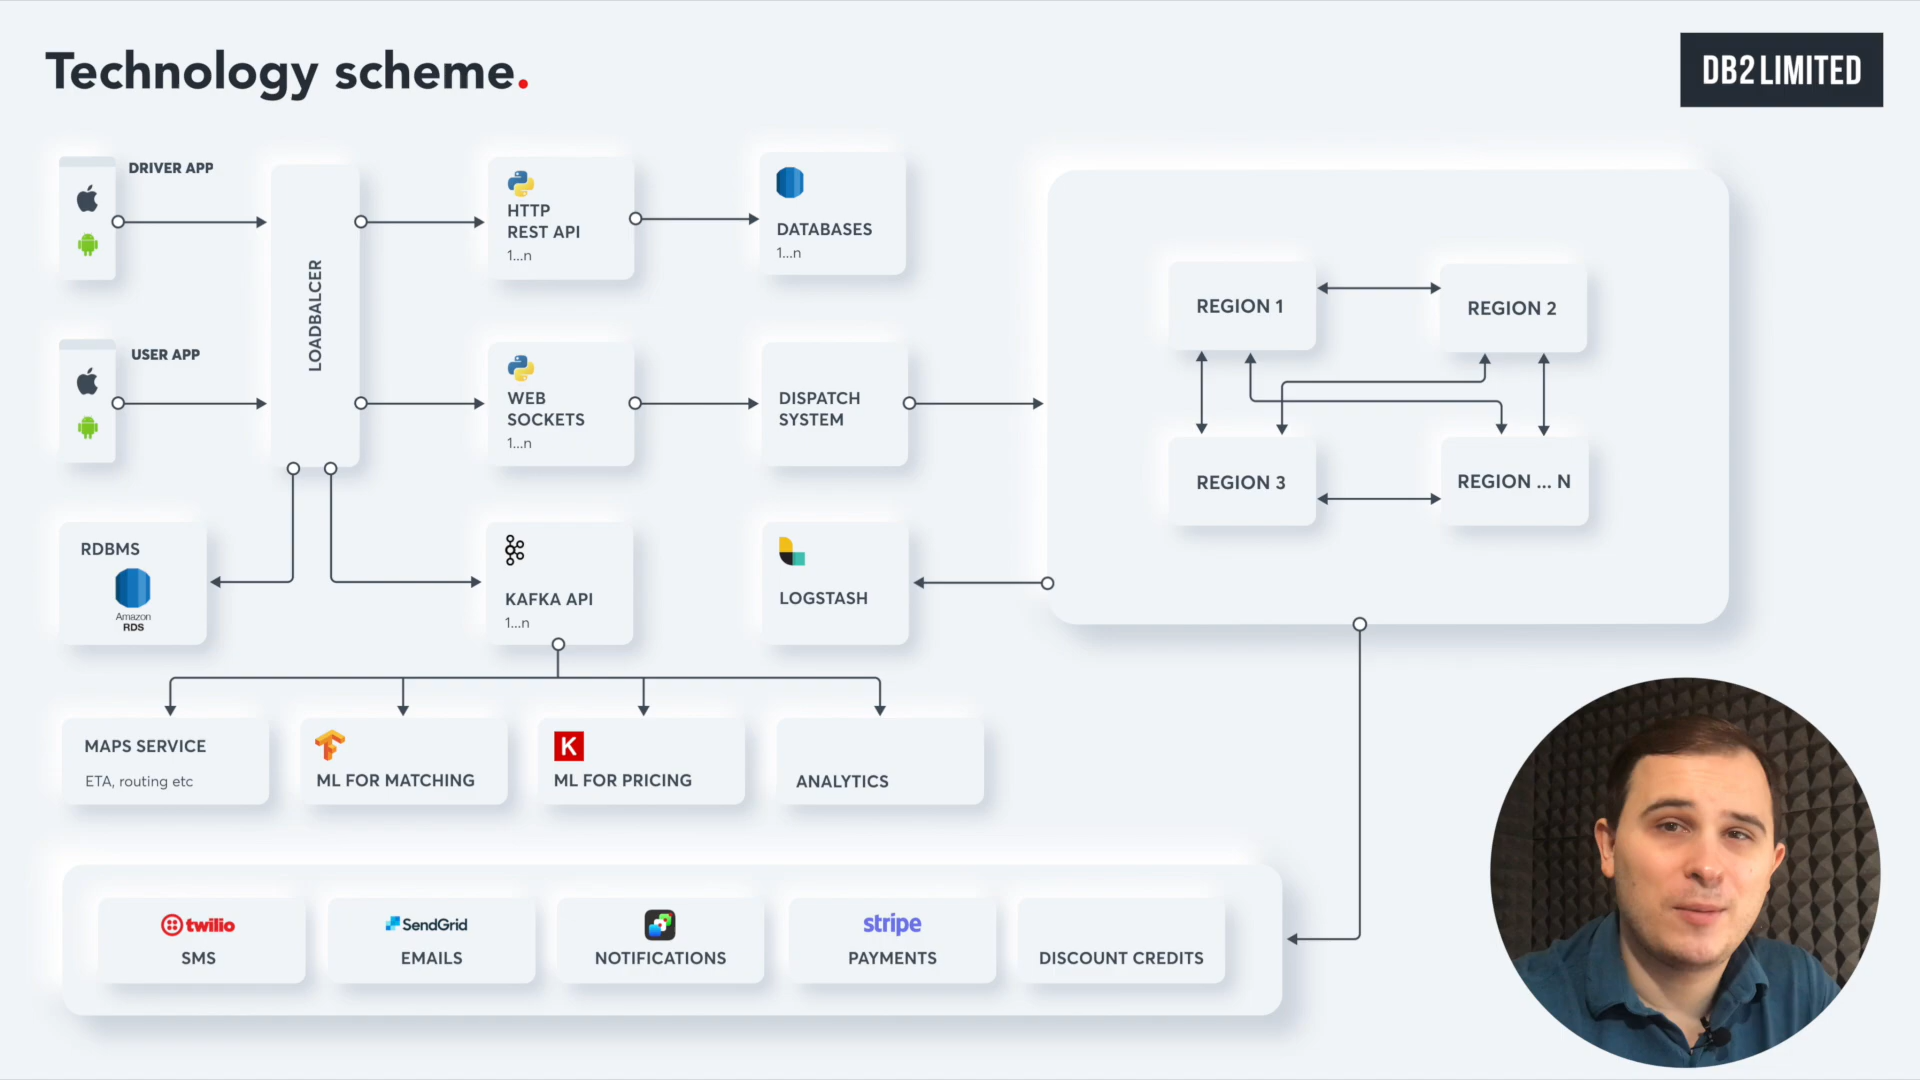 Technology scheme.
DB2 LIMITED
DRIVER APP
USER APP
LOADBALCER
HTTP
REST API
1...n
DATABASES
1...n
WEB
SOCKETS
1...n
DISPATCH
SYSTEM
REGION 1
REGION 2
REGION 3
REGION ... N
RDBMS
Amazon
RDS
KAFKA API
1...n
LOGSTASH
MAPS SERVICE
ETA, routing etc
ML FOR MATCHING
K
ML FOR PRICING
ANALYTICS
twilio
SMS
SendGrid
EMAILS
NOTIFICATIONS
stripe
PAYMENTS
DISCOUNT CREDITS